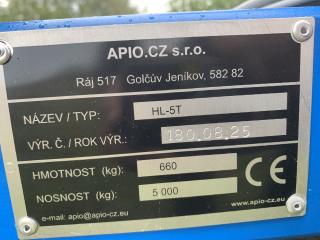 APIO.CZ s.r.o.
Ráj 517 Golčův Jeníkov, 582 82
NÁZEV / TYP: HL-5T
VÝR. Č. / ROK VÝR.: 180.08.25
HMOTNOST (kg): 660
NOSNOST (kg): 5 000
CE
e-mail: apio@apio-cz.eu www.apio-cz.eu